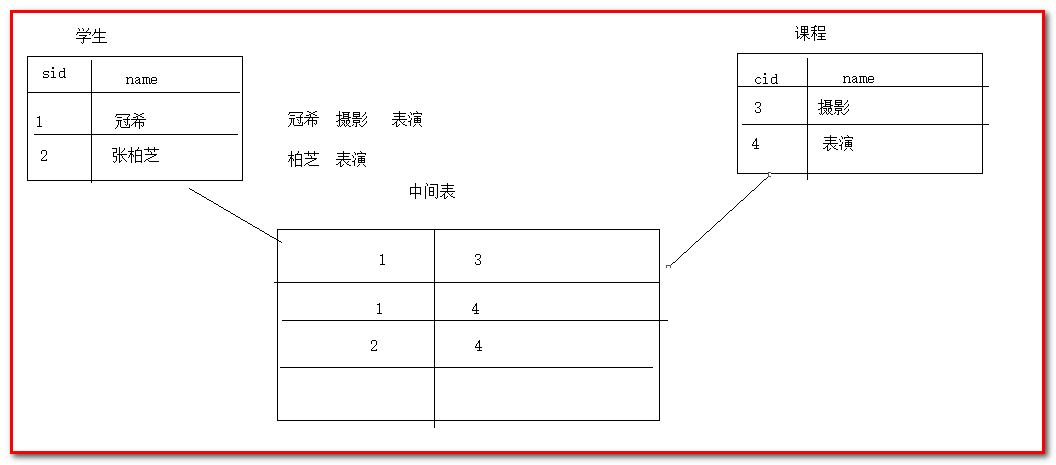 学生
sid name
1 冠希
2 张柏芝
冠希 摄影 表演
柏芝 表演
课程
cid name
3 摄影
4 表演
中间表
1 3
1 4
2 4